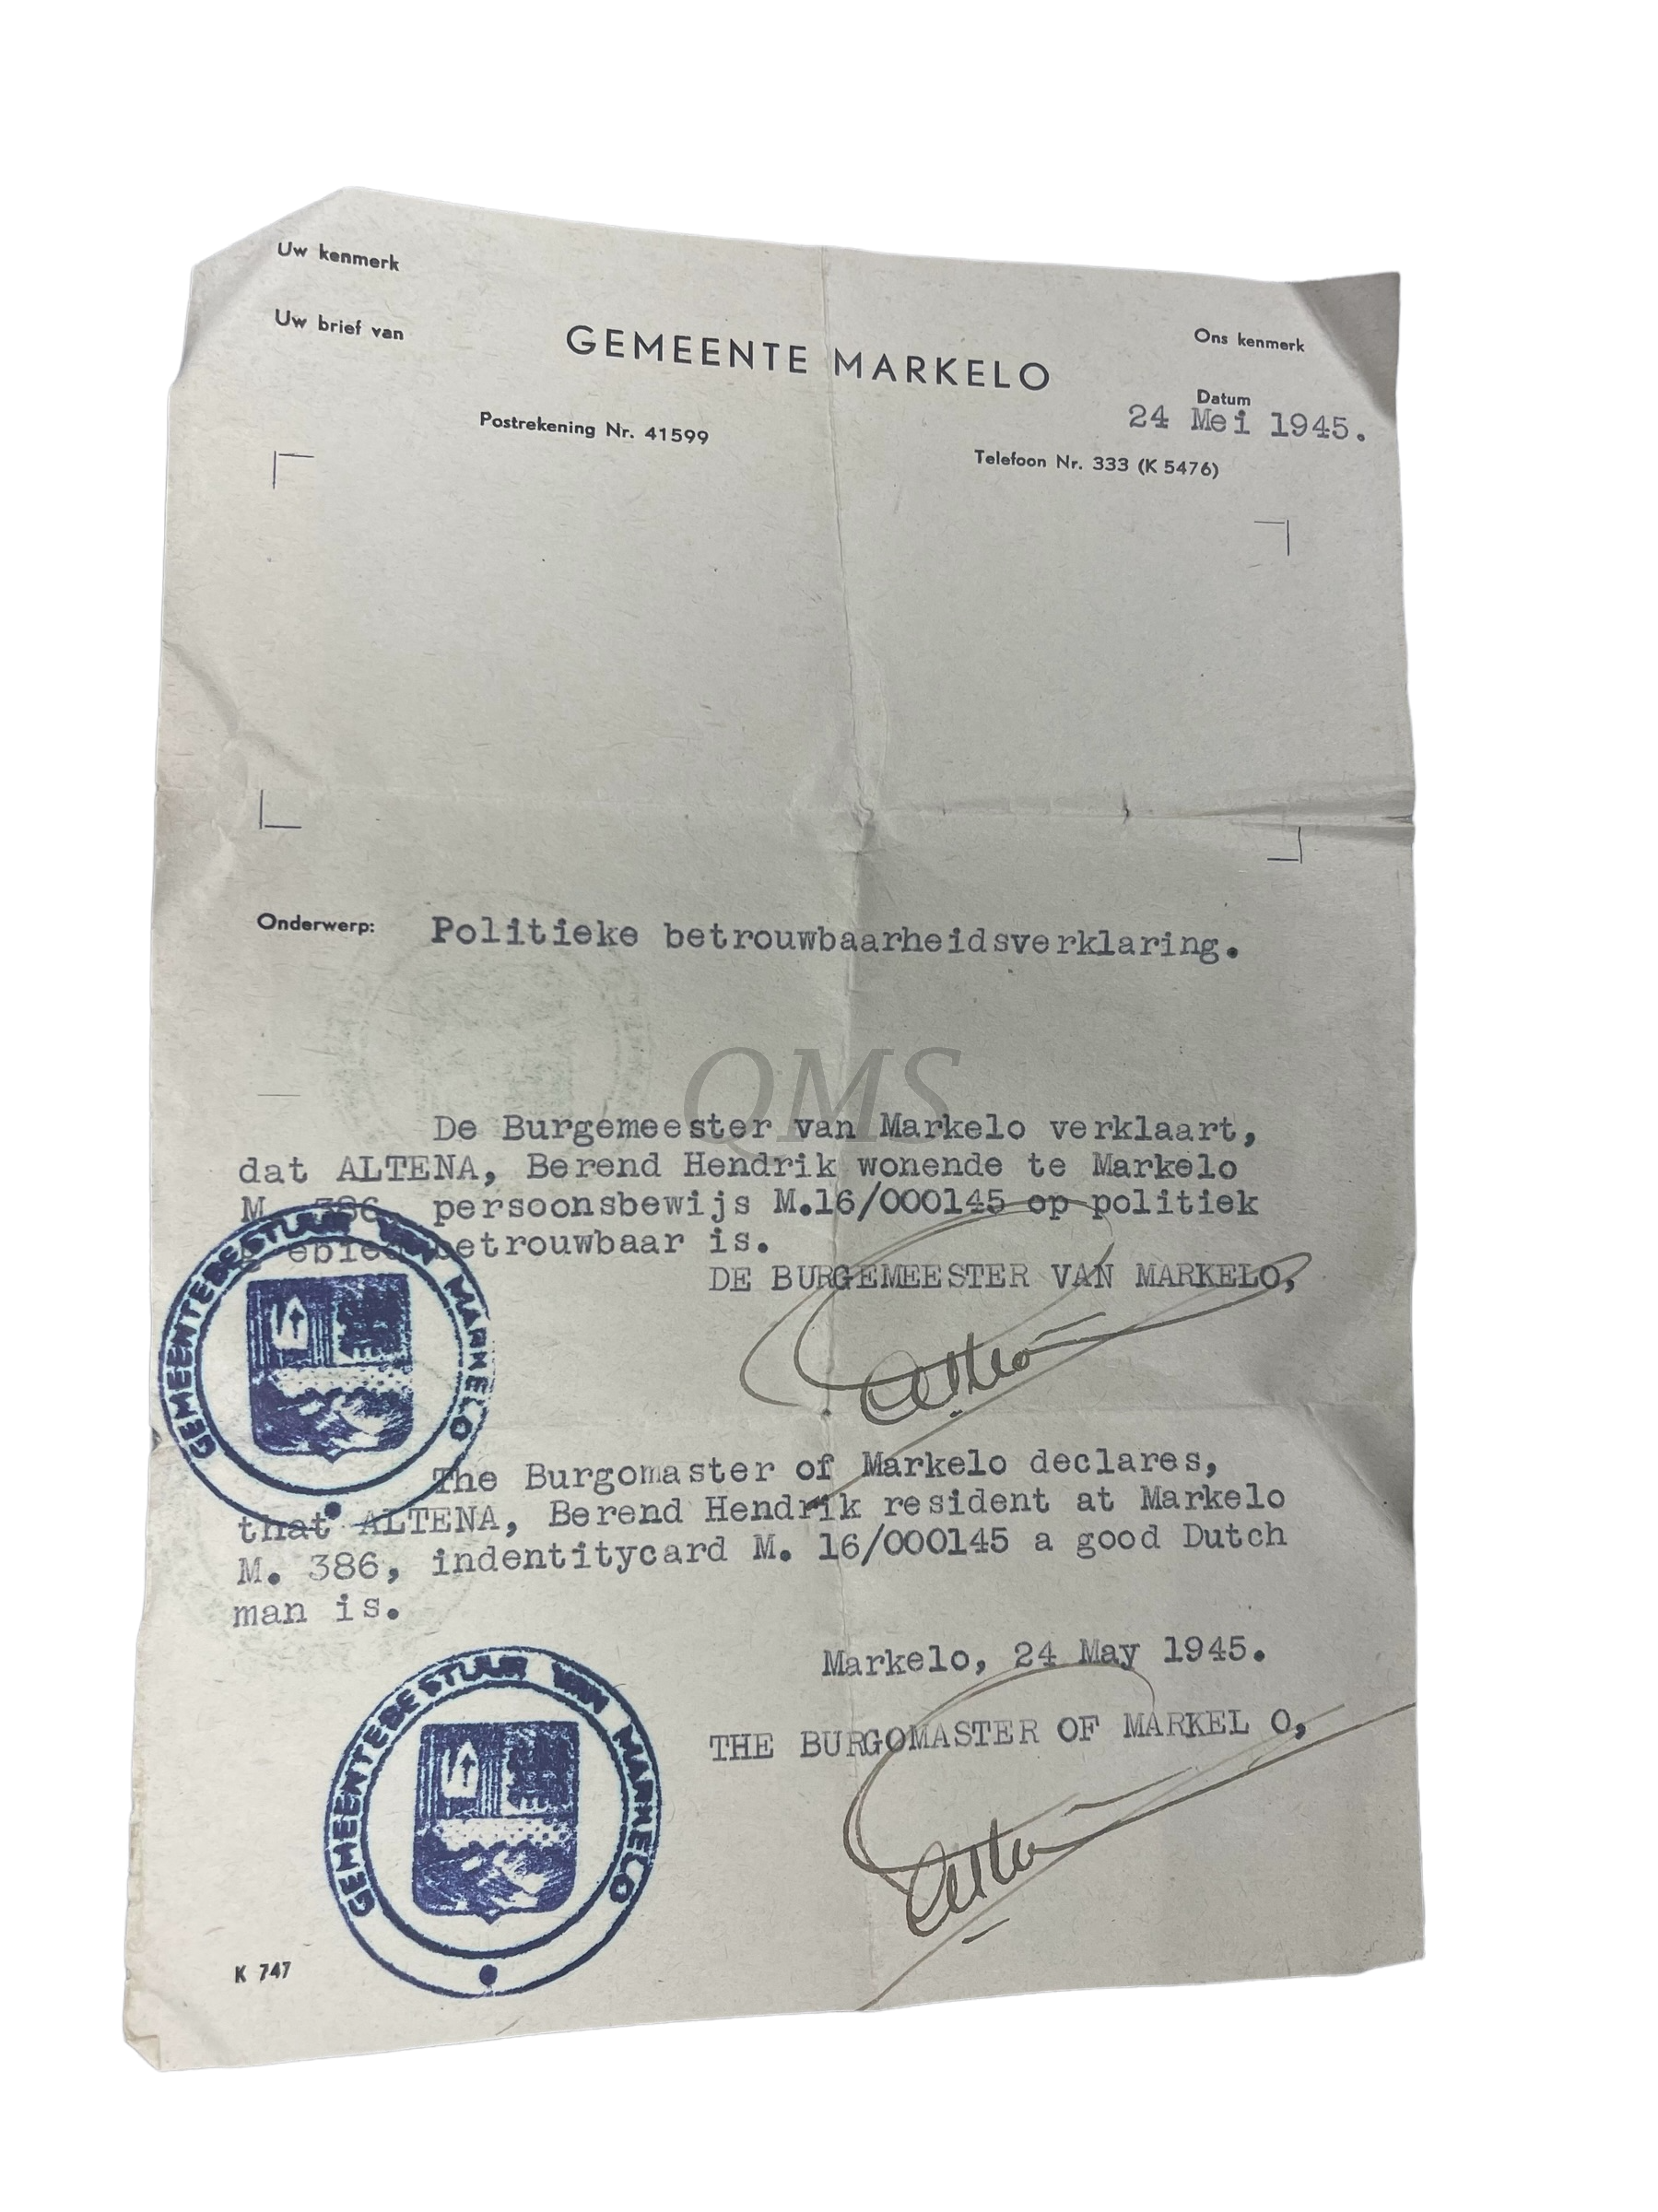 Uw kenmerk
Uw brief van
GEMEENTE MARKELO
Ons kenmerk
Datum
24 Mei 1945.
Postrekening Nr. 41599
Telefoon Nr. 333 (K 5476)
Onderwerp: Politieke betrouwbaarheidsverklaring.
QMS
De Burgemeester van Markelo verklaart,
dat ALTENA, Berend Hendrik wonende te Markelo
M. 386, persoonsbewijs M.16/000145 op politiek
gebied betrouwbaar is.
DE BURGEMEESTER VAN MARKELO,
GEMEENTEBESTUUR VAN MARKELO
The Burgomaster of Markelo declares,
that ALTENA, Berend Hendrik resident at Markelo
M. 386, indentitycard M. 16/000145 a good Dutch
man is.
Markelo, 24 May 1945.
THE BURGOMASTER OF MARKEL O,
GEMEENTEBESTUUR VAN MARKELO
K 747